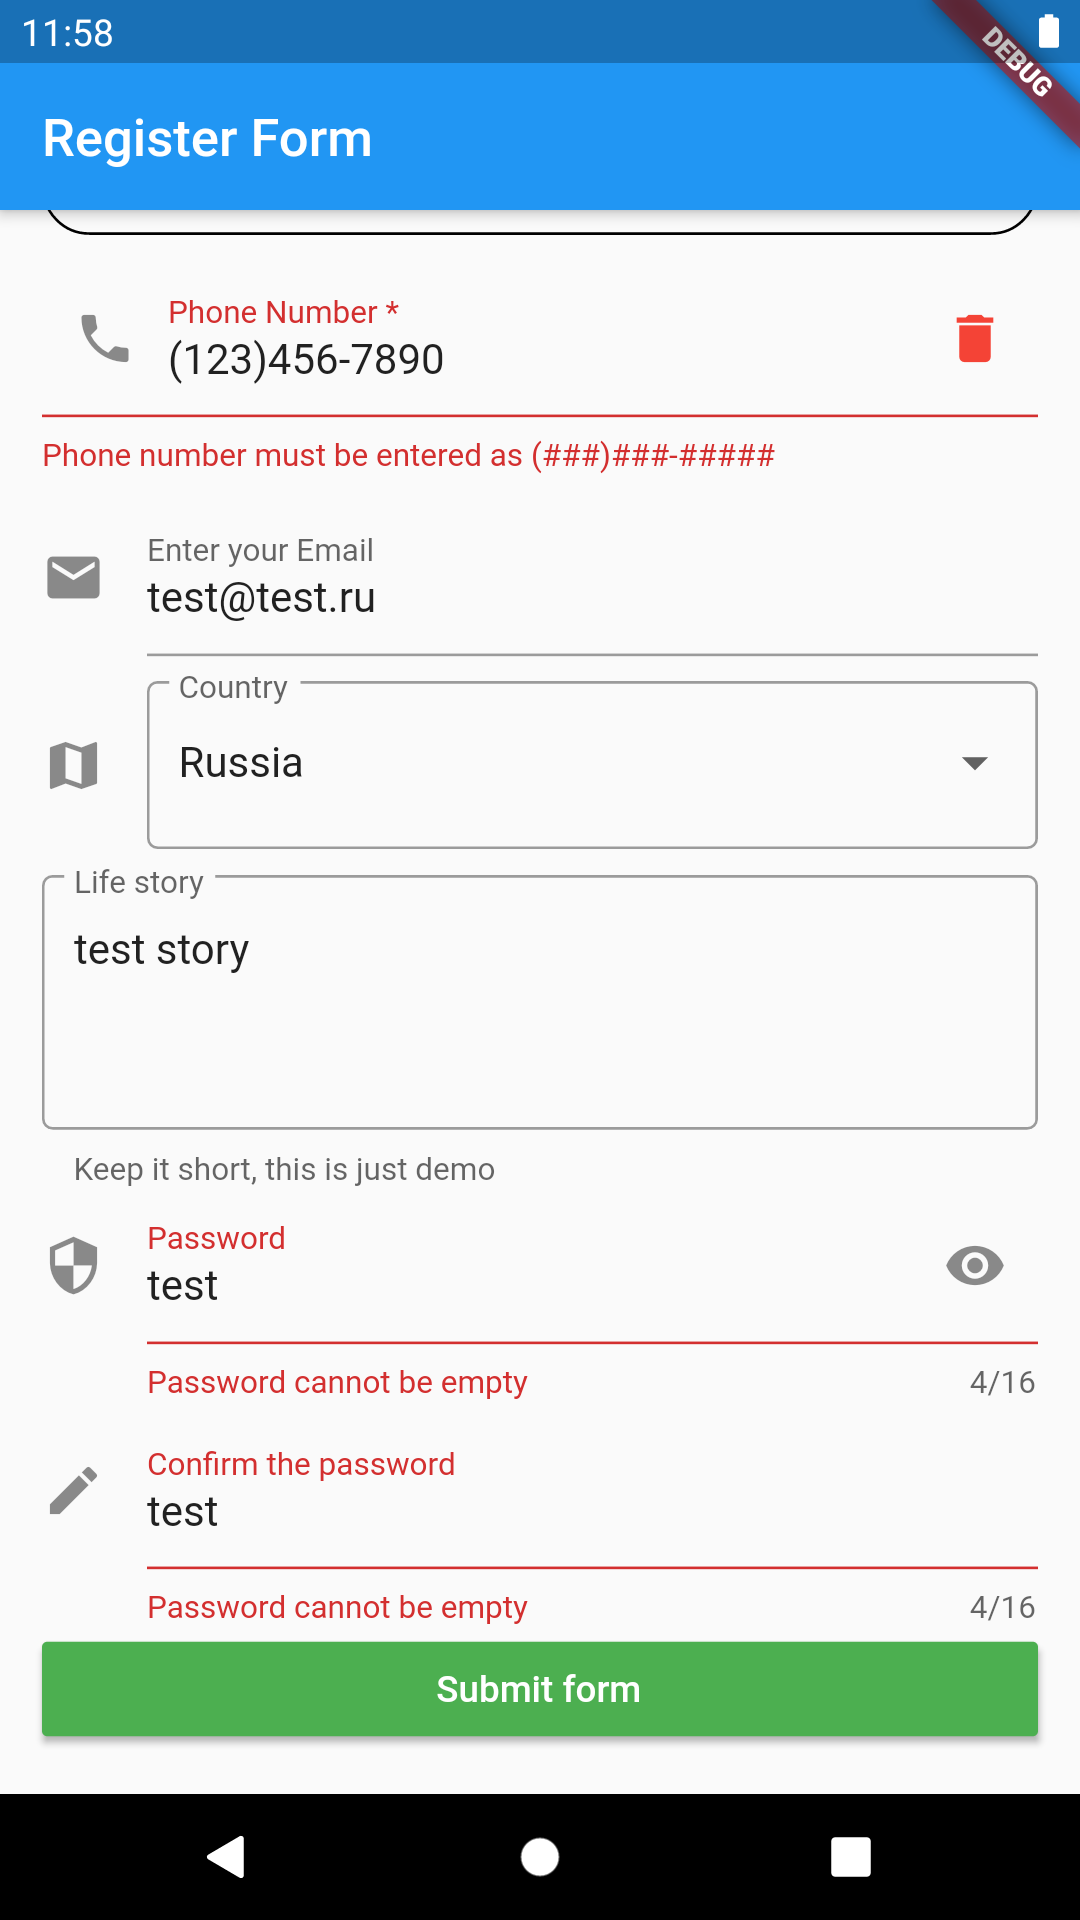 11:58
DEBUG
Register Form
Phone Number *
(123)456-7890
Phone number must be entered as (###)###-#####
Enter your Email
test@test.ru
Country
Russia
Life story
test story
Keep it short, this is just demo
Password
test
Password cannot be empty 4/16
Confirm the password
test
Password cannot be empty 4/16
Submit form